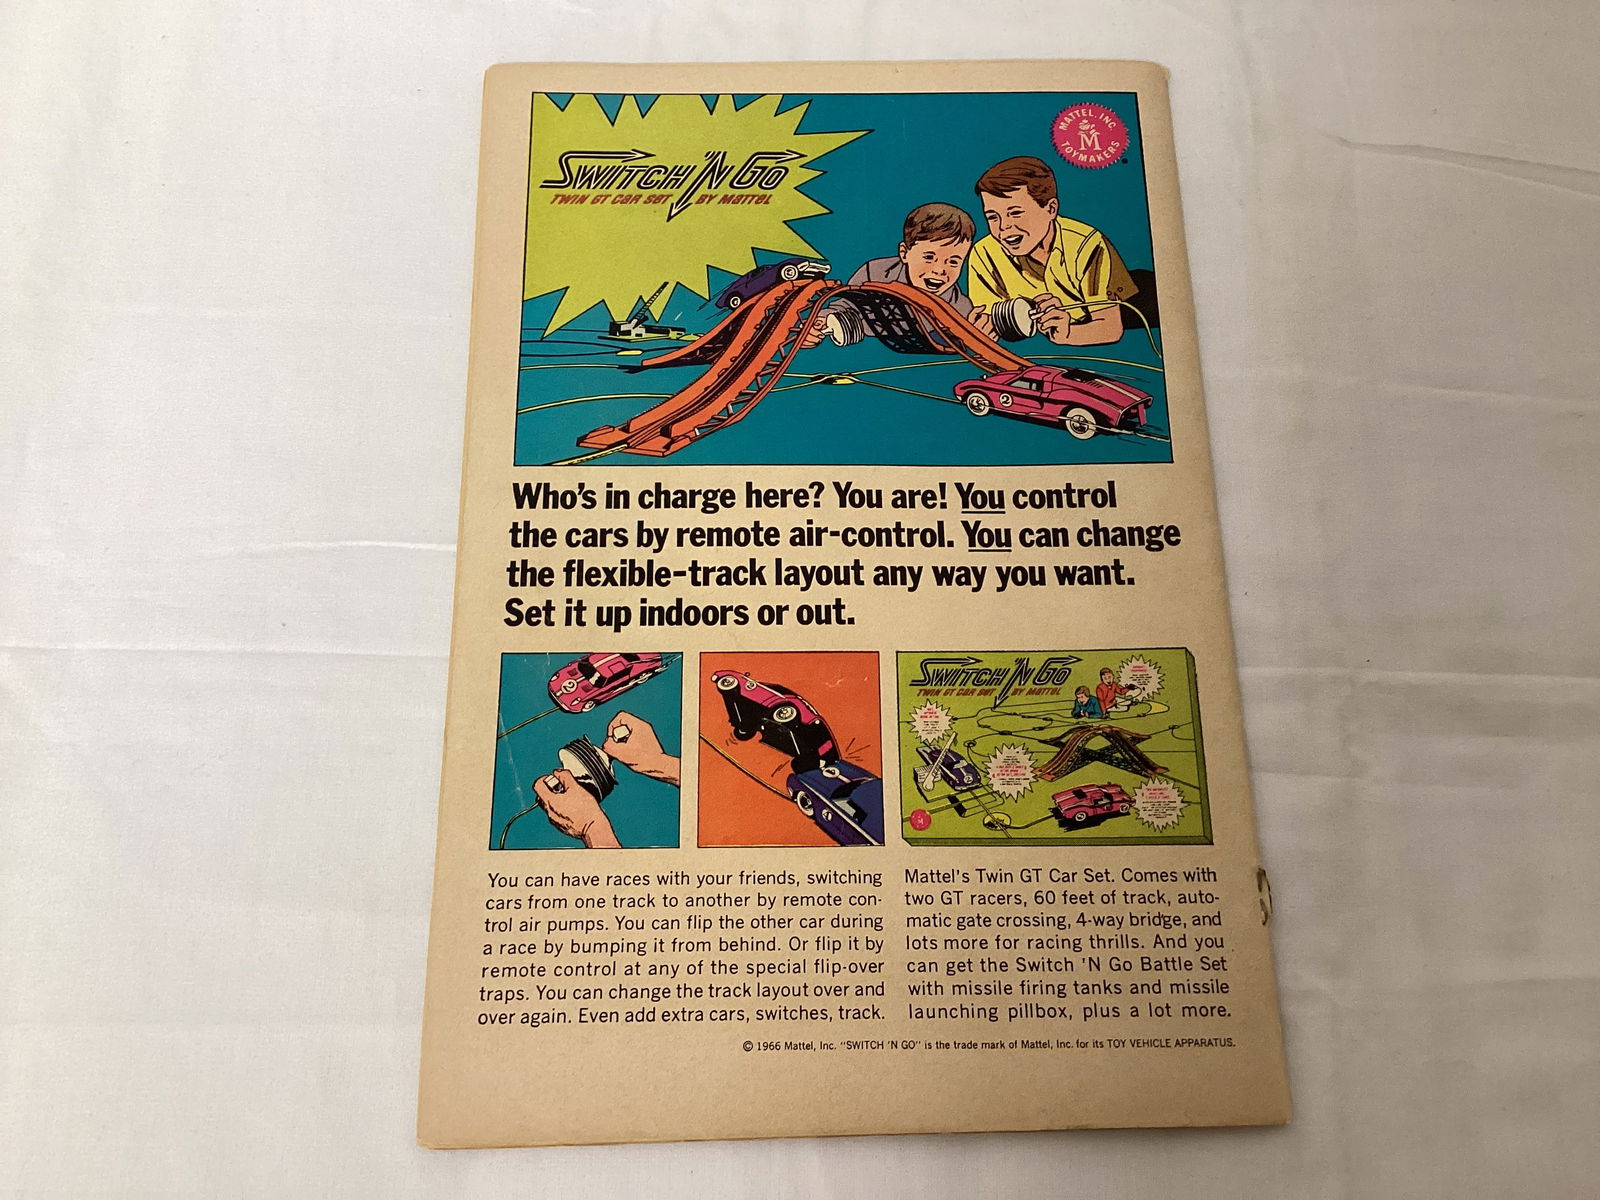 SWITCH 'N GO
TWIN GT CAR SET BY MATTEL
MATTEL, INC.
M
TOYMAKERS
2
Who's in charge here? You are! You control
the cars by remote air-control. You can change
the flexible-track layout any way you want.
Set it up indoors or out.
2
SWITCH 'N GO
TWIN GT CAR SET BY MATTEL
M
You can have races with your friends, switching
cars from one track to another by remote con-
trol air pumps. You can flip the other car during
a race by bumping it from behind. Or flip it by
remote control at any of the special flip-over
traps. You can change the track layout over and
over again. Even add extra cars, switches, track.
Mattel's Twin GT Car Set. Comes with
two GT racers, 60 feet of track, auto-
matic gate crossing, 4-way bridge, and
lots more for racing thrills. And you
can get the Switch 'N Go Battle Set
with missile firing tanks and missile
launching pillbox, plus a lot more.
© 1966 Mattel, Inc. "SWITCH 'N GO" is the trade mark of Mattel, Inc. for its TOY VEHICLE APPARATUS.